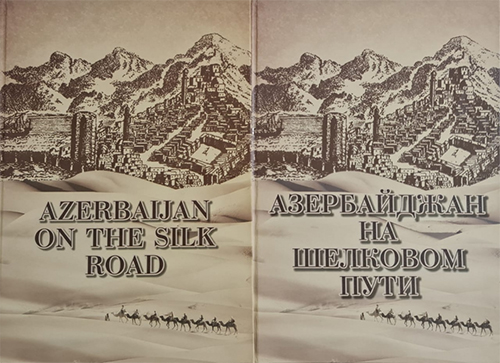 AZERBAIJAN
ON THE SILK
ROAD
АЗЕРБАЙДЖАН
НА
ШЕЛКОВОМ
ПУТИ